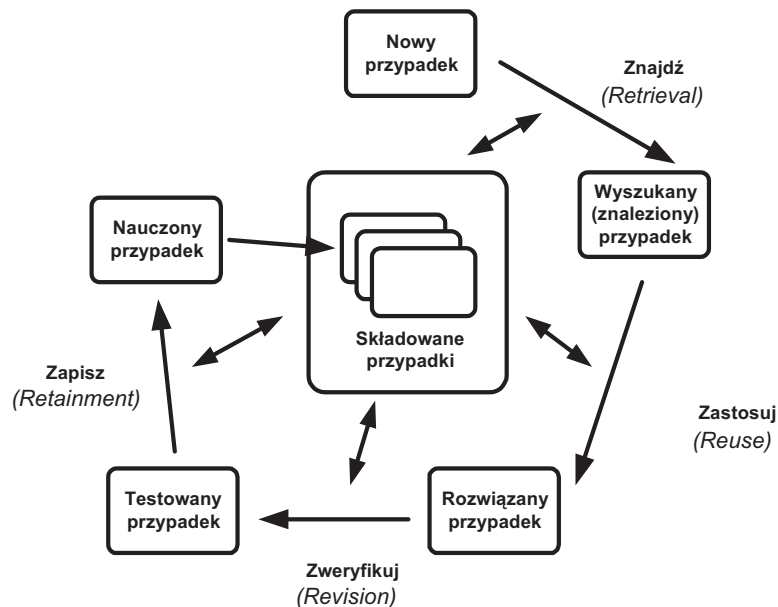 Nowy
przypadek
Znajdź
(Retrieval)
Wyszukany
(znaleziony)
przypadek
Nauczony
przypadek
Składowane
przypadki
Zapisz
(Retainment)
Zastosuj
(Reuse)
Testowany
przypadek
Rozwiązany
przypadek
Zweryfikuj
(Revision)